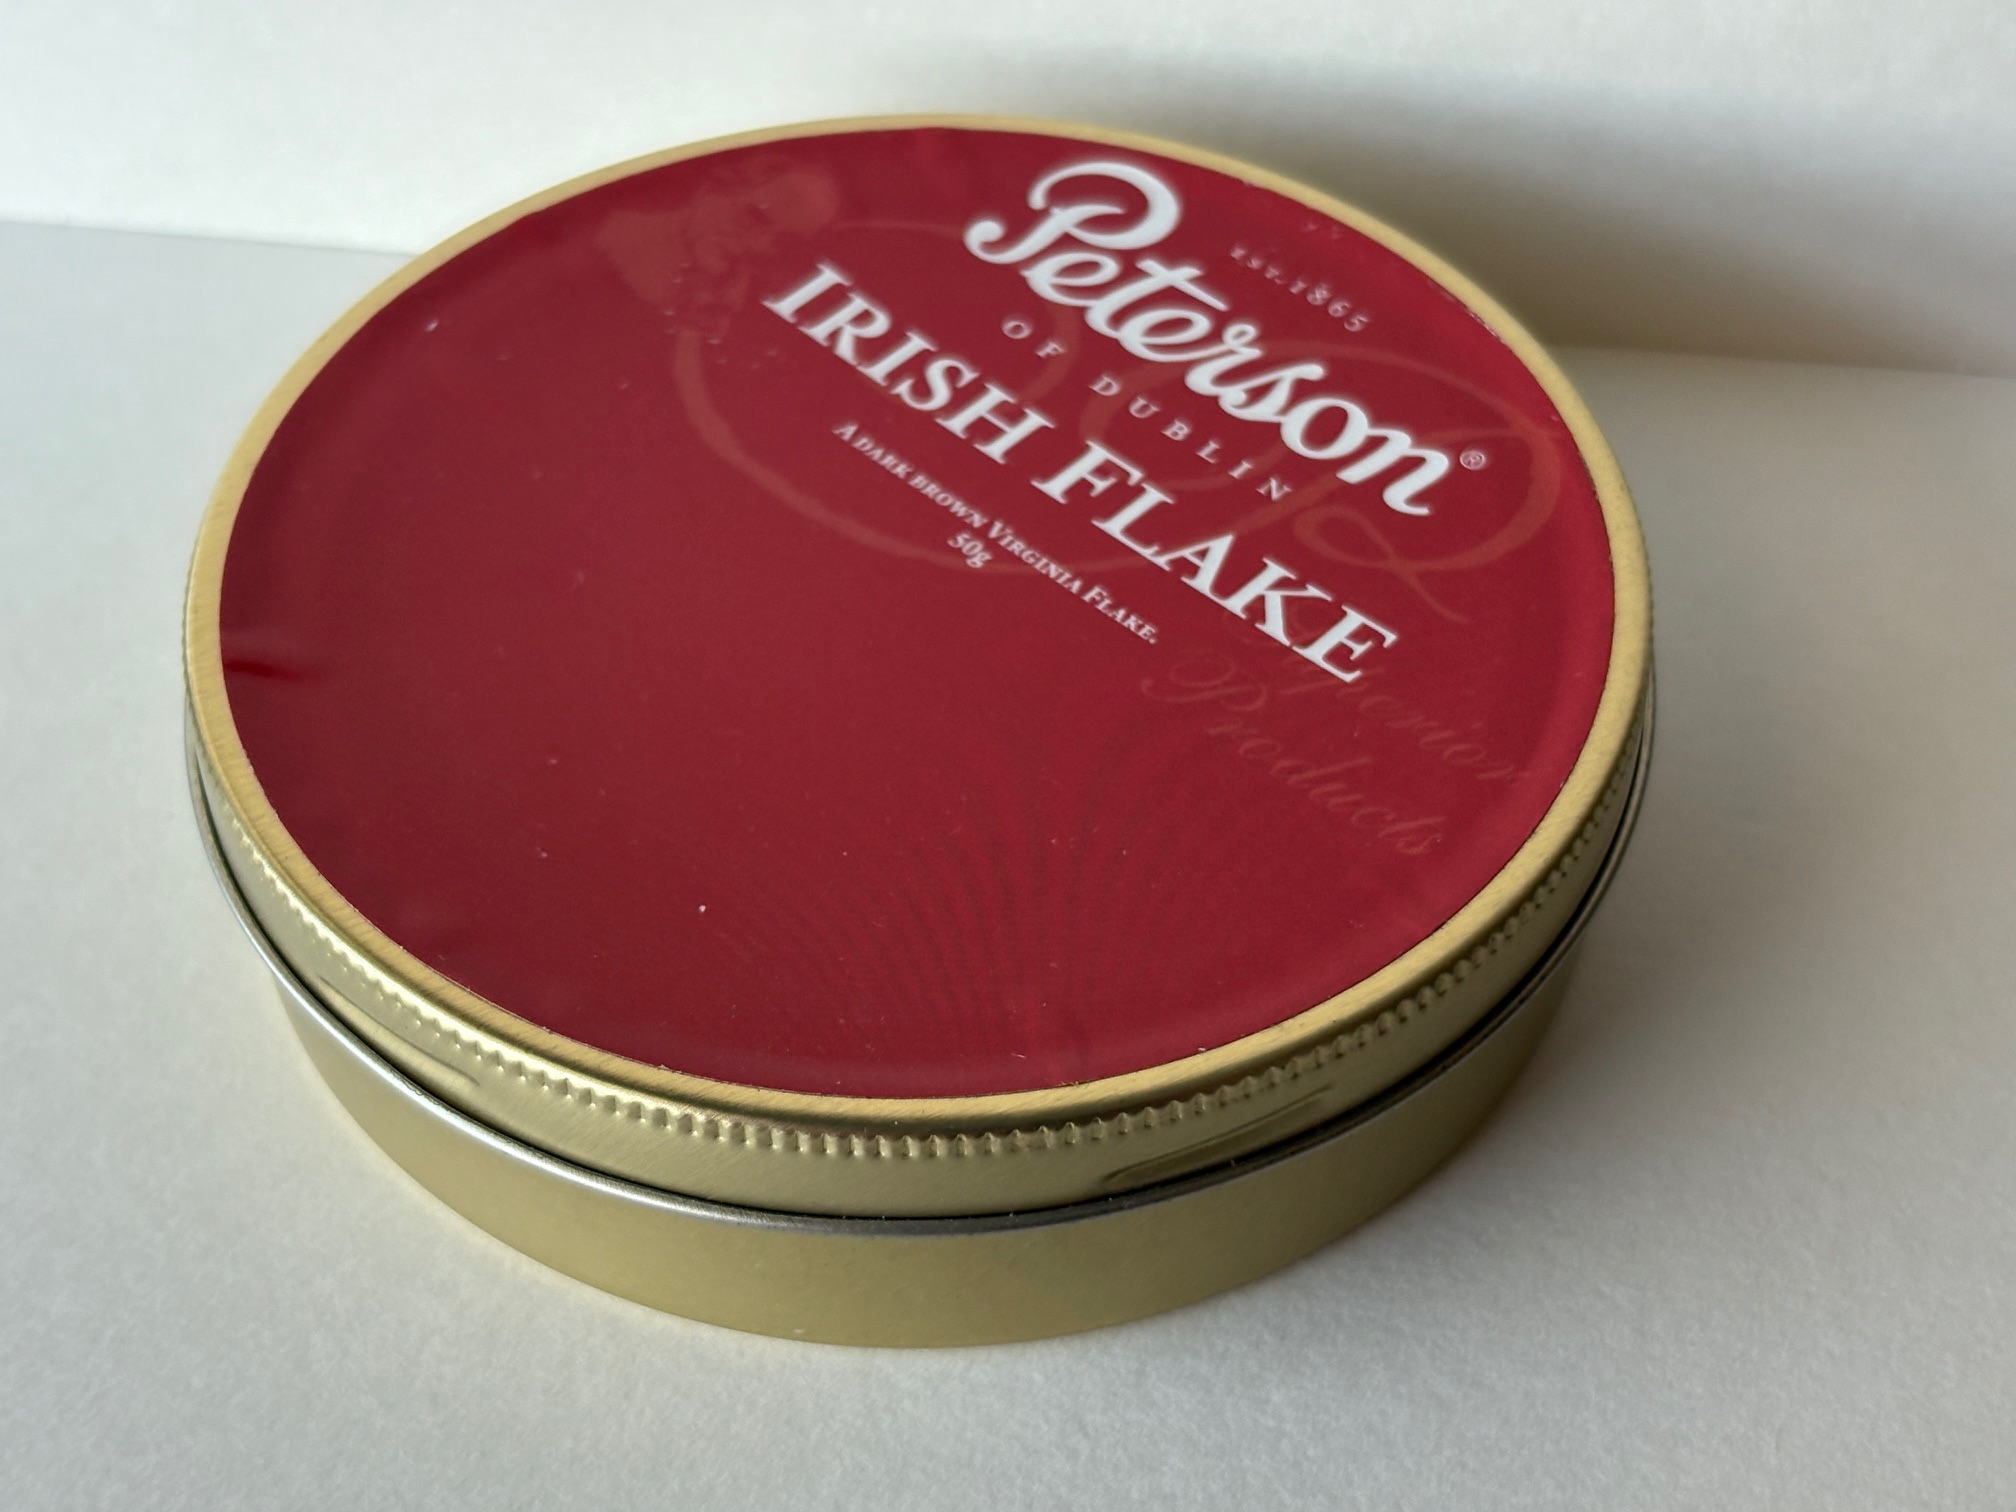 EST. 1865
Peterson®
OF DUBLIN
IRISH FLAKE
A DARK BROWN VIRGINIA FLAKE.
50g
Products